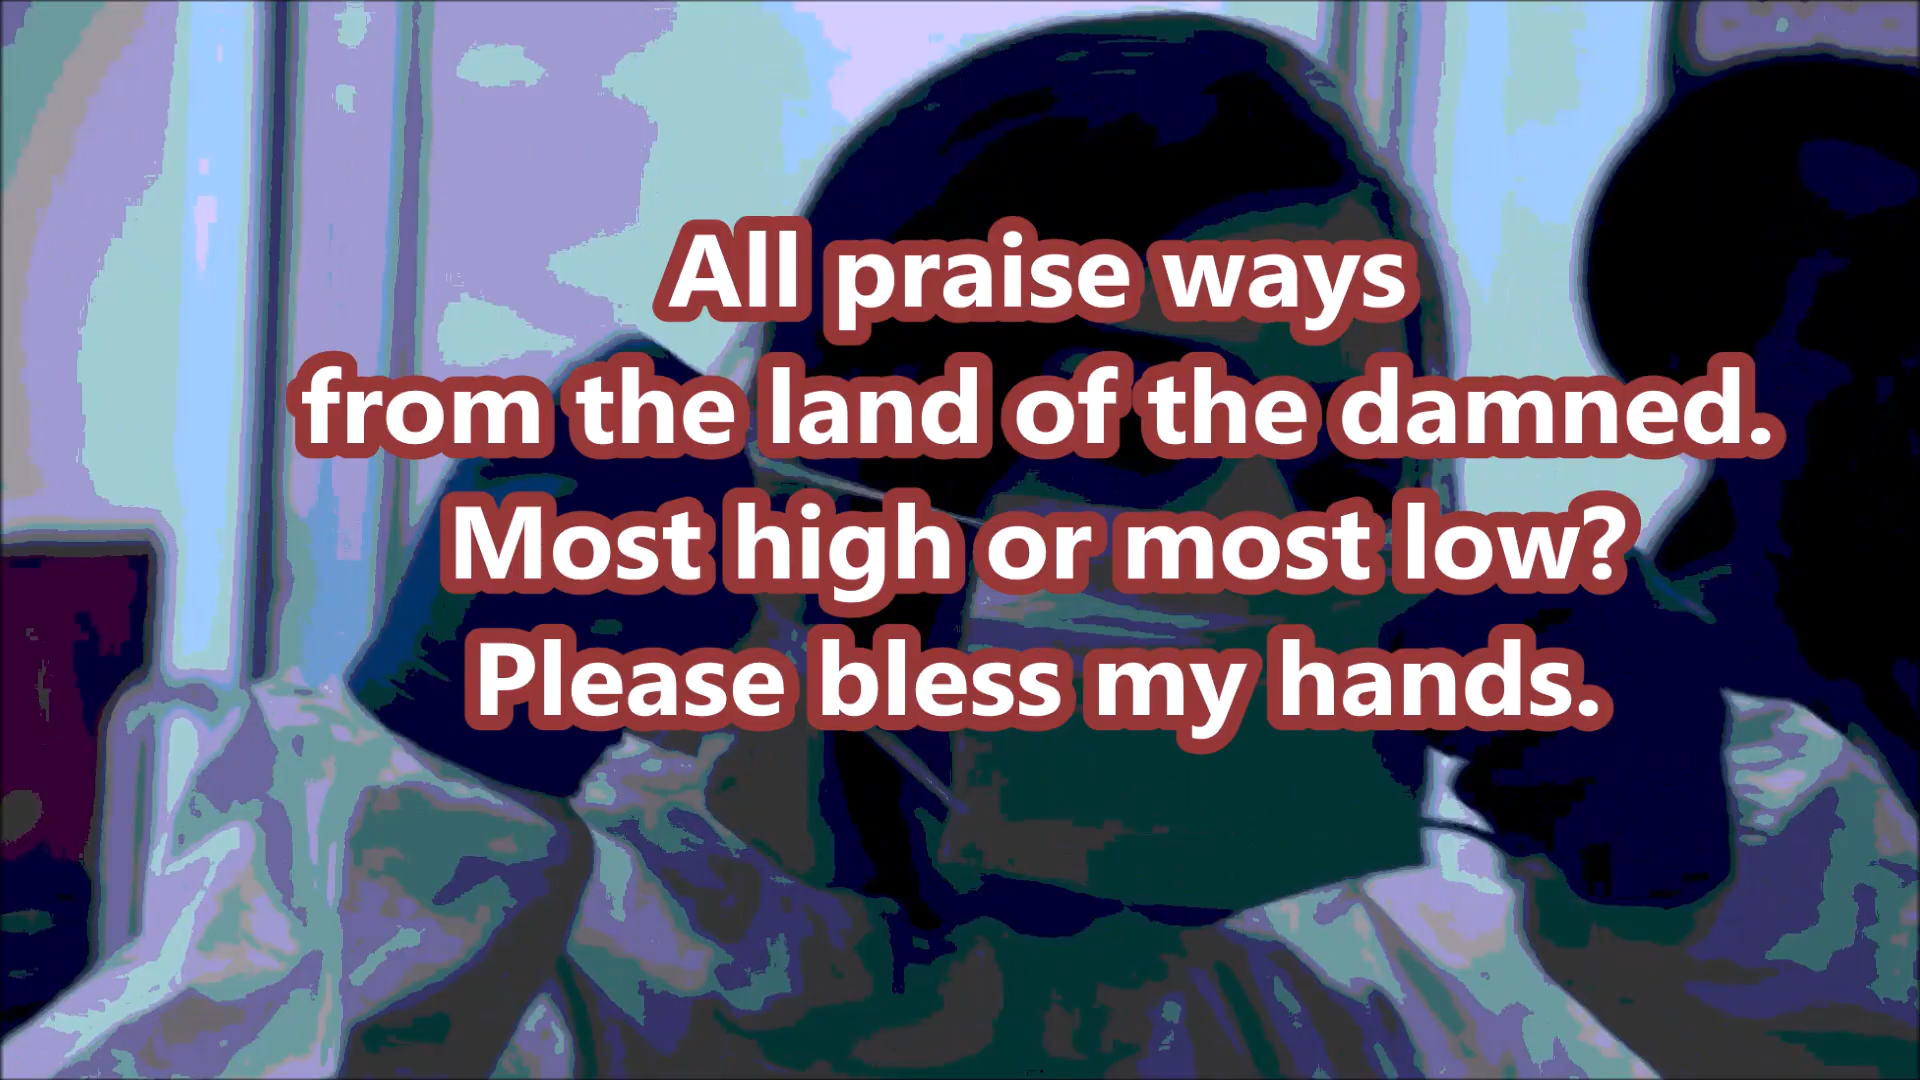 All praise ways
from the land of the damned.
Most high or most low?
Please bless my hands.